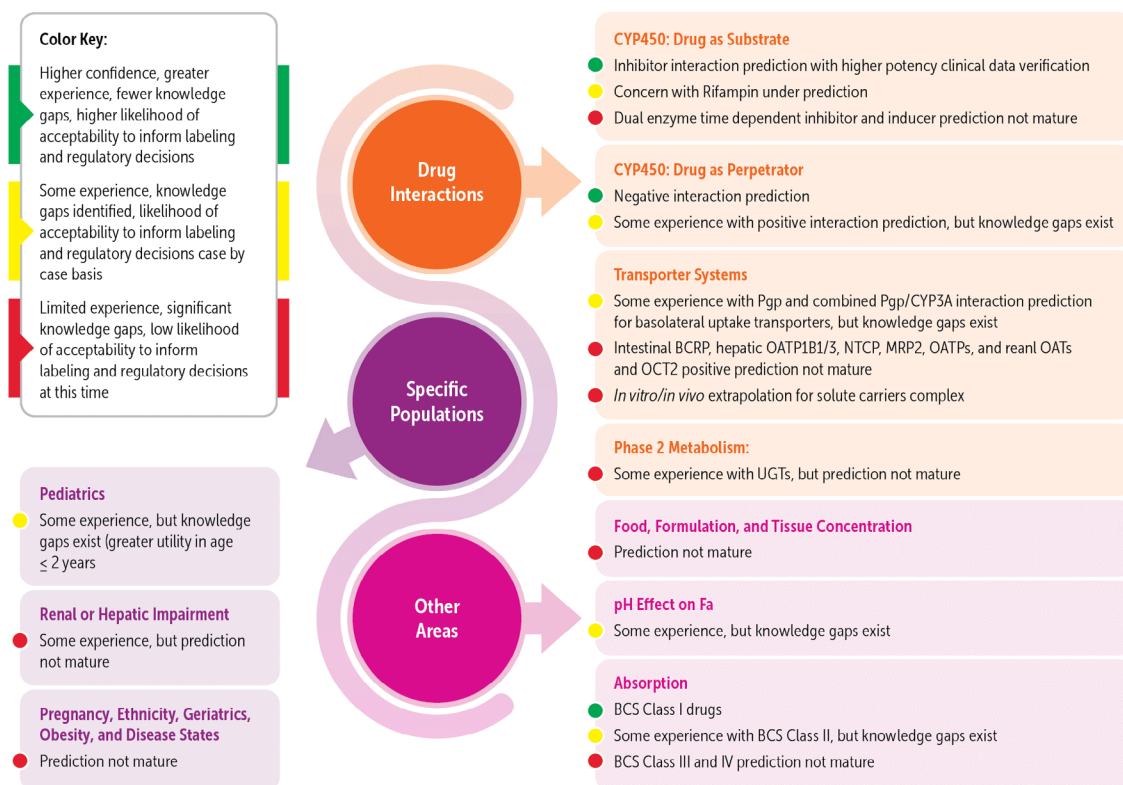 Color Key:
Higher confidence, greater
experience, fewer knowledge
gaps, higher likelihood of
acceptability to inform labeling
and regulatory decisions
Some experience, knowledge
gaps identified, likelihood of
acceptability to inform labeling
and regulatory decisions case by
case basis
Limited experience, significant
knowledge gaps, low likelihood
of acceptability to inform
labeling and regulatory decisions
at this time
Drug
Interactions
CYP450: Drug as Substrate
Inhibitor interaction prediction with higher potency clinical data verification
Concern with Rifampin under prediction
Dual enzyme time dependent inhibitor and inducer prediction not mature
CYP450: Drug as Perpetrator
Negative interaction prediction
Some experience with positive interaction prediction, but knowledge gaps exist
Transporter Systems
Some experience with Pgp and combined Pgp/CYP3A interaction prediction
for basolateral uptake transporters, but knowledge gaps exist
Intestinal BCRP, hepatic OATP1B1/3, NTCP, MRP2, OATPs, and reanl OATs
and OCT2 positive prediction not mature
In vitro/in vivo extrapolation for solute carriers complex
Phase 2 Metabolism:
Some experience with UGTs, but prediction not mature
Specific
Populations
Pediatrics
Some experience, but knowledge
gaps exist (greater utility in age
≤ 2 years
Renal or Hepatic Impairment
Some experience, but prediction
not mature
Pregnancy, Ethnicity, Geriatrics,
Obesity, and Disease States
Prediction not mature
Other
Areas
Food, Formulation, and Tissue Concentration
Prediction not mature
pH Effect on Fa
Some experience, but knowledge gaps exist
Absorption
BCS Class I drugs
Some experience with BCS Class II, but knowledge gaps exist
BCS Class III and IV prediction not mature